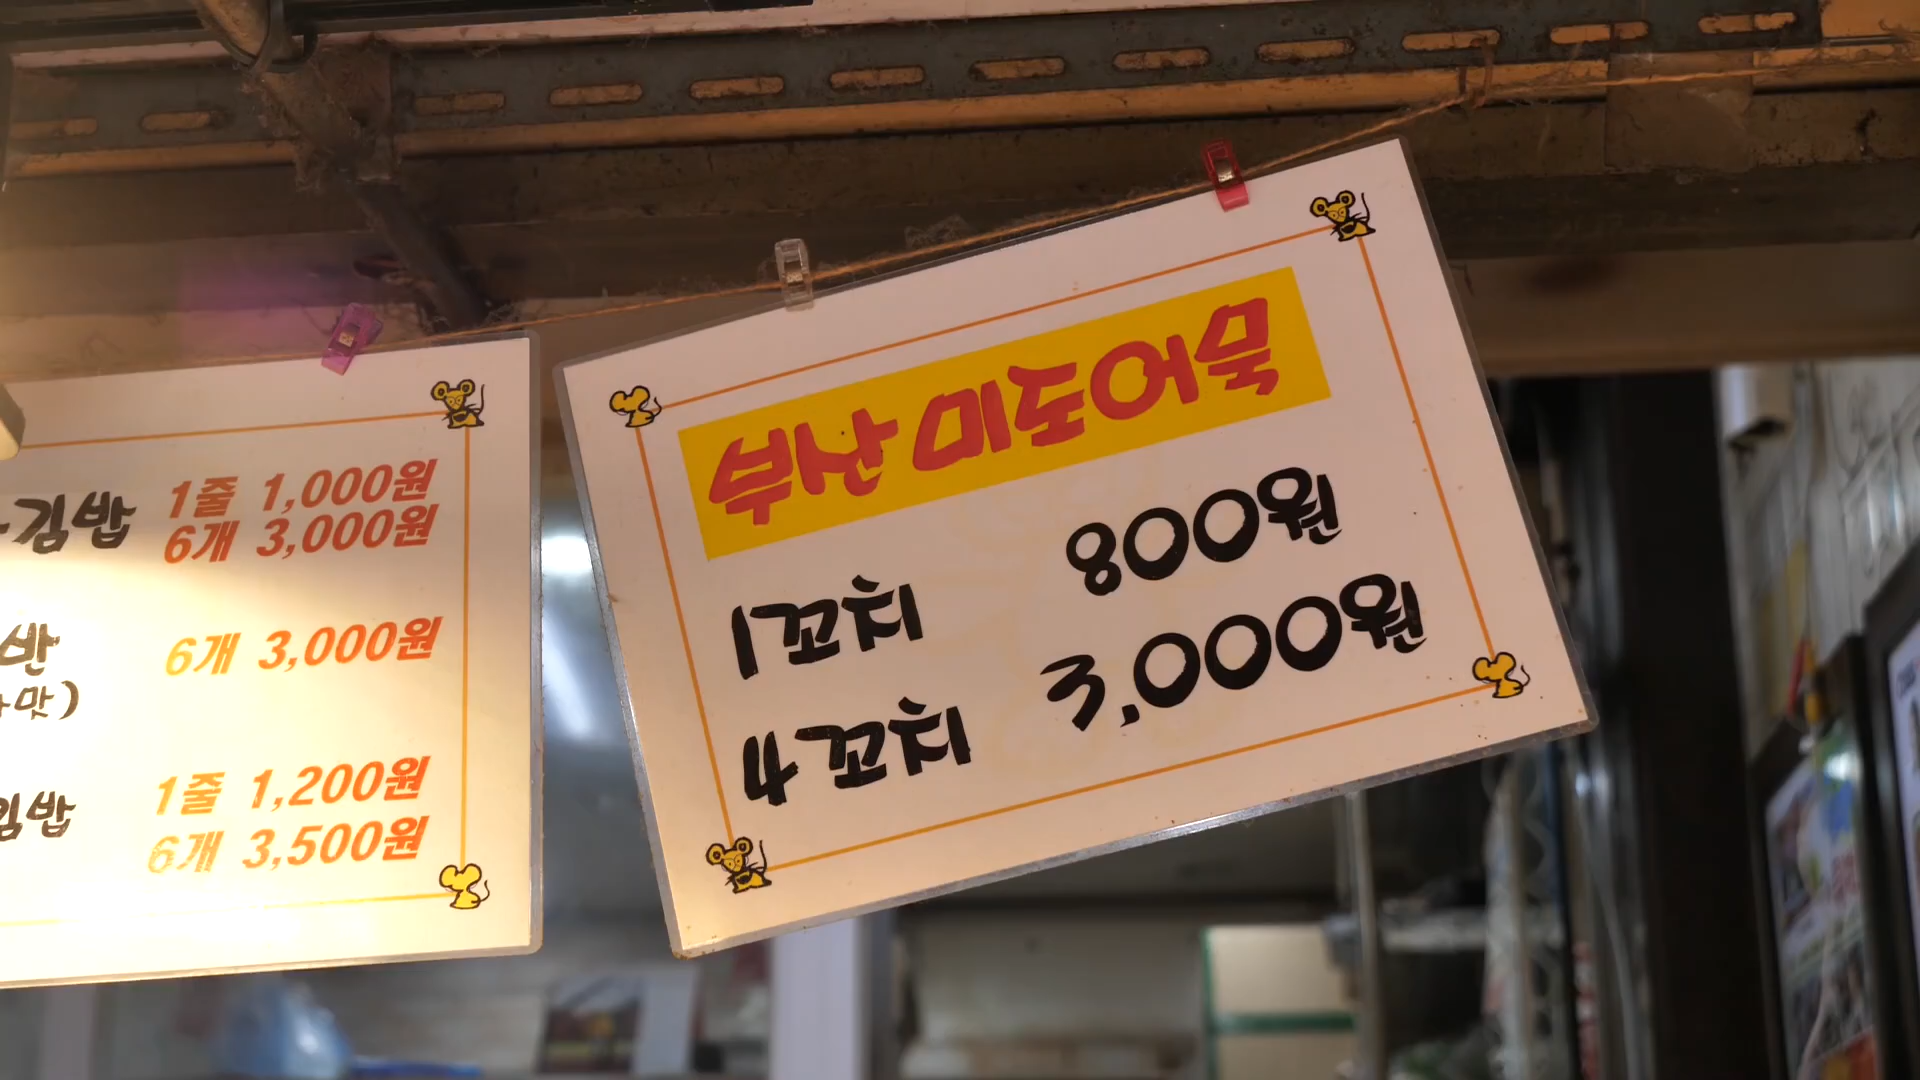 김밥 1줄 1,000원
6개 3,000원
6개 3,000원
맛)
김밥 1줄 1,200원
6개 3,500원
부산 미도어묵
1꼬치 800원
4꼬치 3,000원